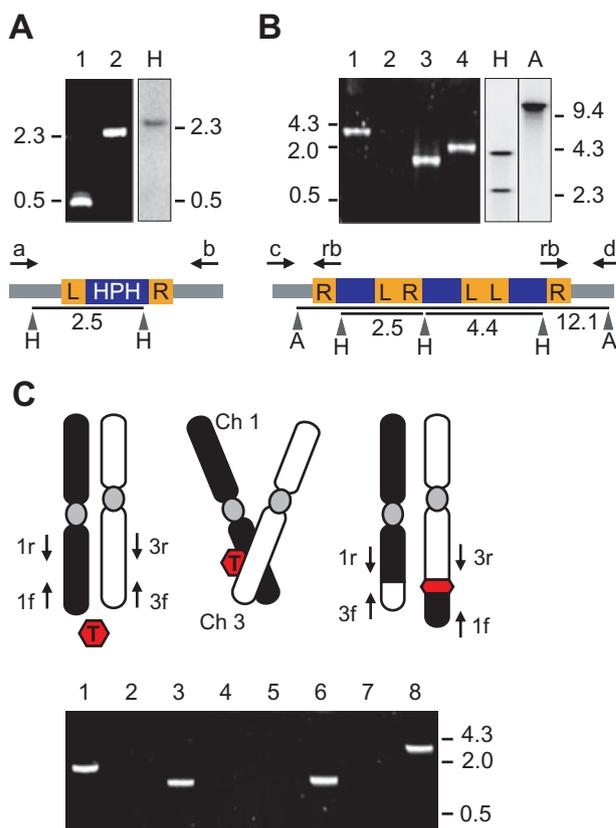 A
1 2 H
2.3
0.5
2.3
0.5
a b
L HPH R
2.5
H H
B
1 2 3 4 H A
4.3
2.0
0.5
9.4
4.3
2.3
c rb rb d
R L R L L R
2.5 4.4 12.1
A H H H A
C
Ch 1
1r 3r
1f 3f
T
T
Ch 3
1r 3r
3f 1f
1 2 3 4 5 6 7 8
4.3
2.0
0.5